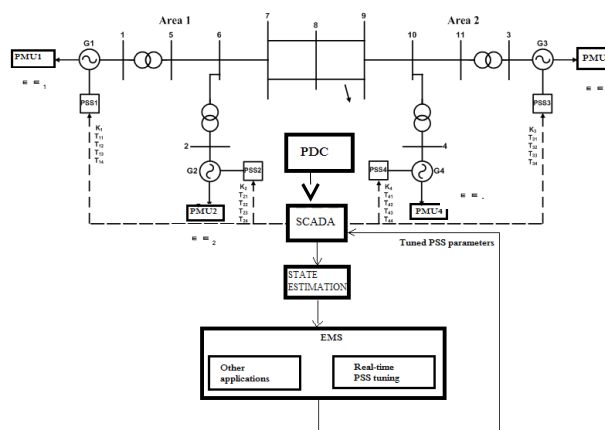 Area 1
Area 2
7
8
9
PMU1
G1
1
5
6
10
11
3
G3
PMU
PSS1
PSS3
K₁
T₁₁
T₁₂
T₁₃
T₁₄
2
G2
PSS2
PMU2
K₂
T₂₁
T₂₂
T₂₃
T₂₄
PDC
4
PSS4
G4
PMU4
K₄
T₄₁
T₄₂
T₄₃
T₄₄
K₃
T₃₁
T₃₂
T₃₃
T₃₄
SCADA
Tuned PSS parameters
STATE
ESTIMATION
EMS
Other
applications
Real-time
PSS tuning